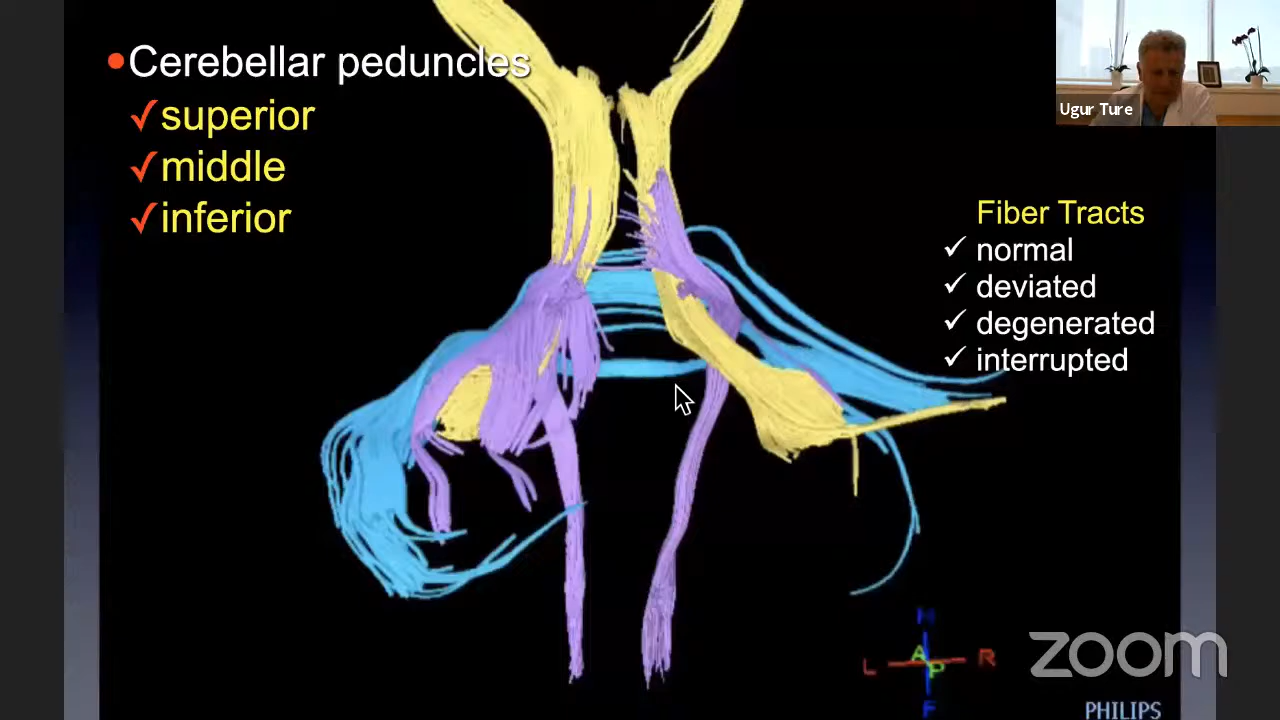 •Cerebellar peduncles
✓superior
✓middle
✓inferior
Ugur Ture
Fiber Tracts
✓ normal
✓ deviated
✓ degenerated
✓ interrupted
H
L
A
R
P
F
zoom
PHILIPS